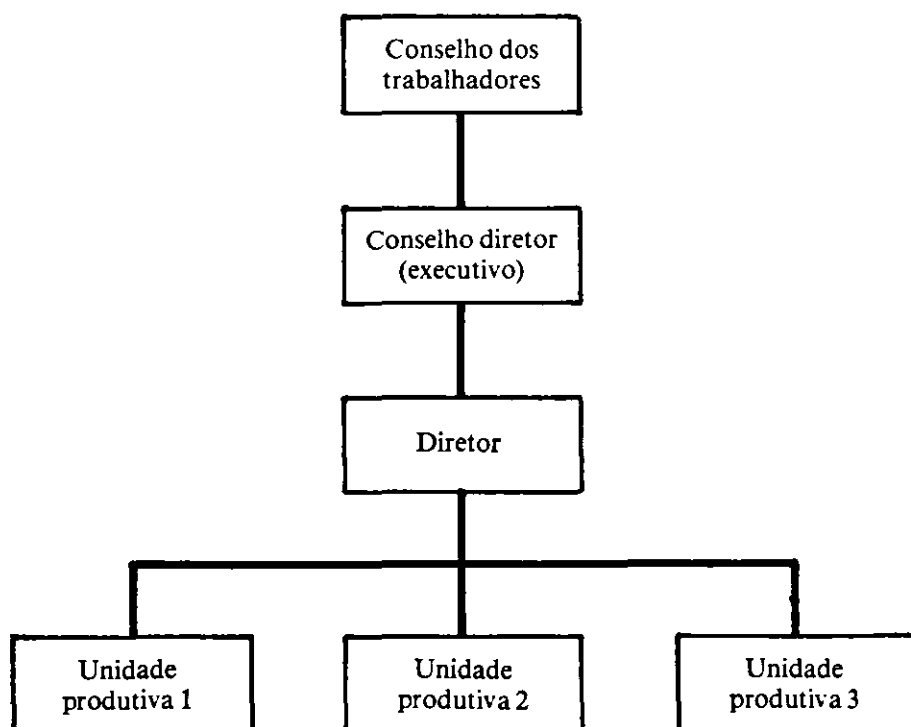 Conselho dos
trabalhadores
Conselho diretor
(executivo)
Diretor
Unidade
produtiva 1
Unidade
produtiva 2
Unidade
produtiva 3